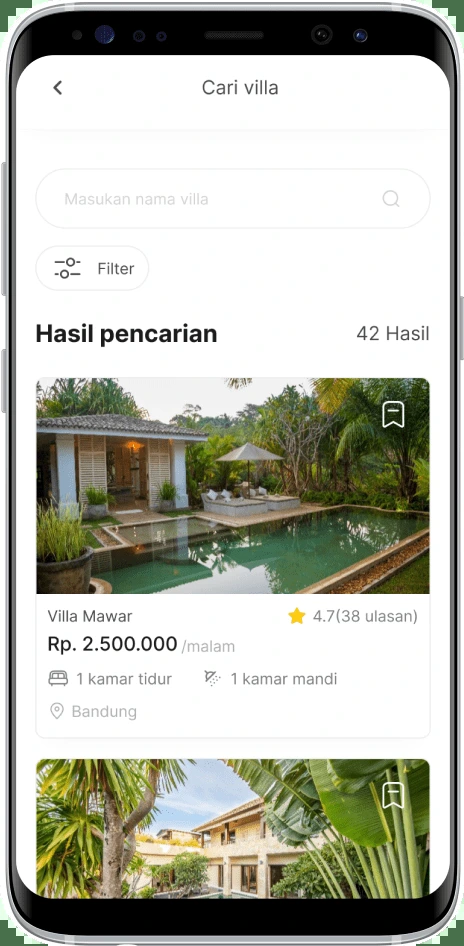 Cari villa
Masukan nama villa
Filter
Hasil pencarian 42 Hasil
Villa Mawar 4.7(38 ulasan)
Rp. 2.500.000 /malam
1 kamar tidur 1 kamar mandi
Bandung